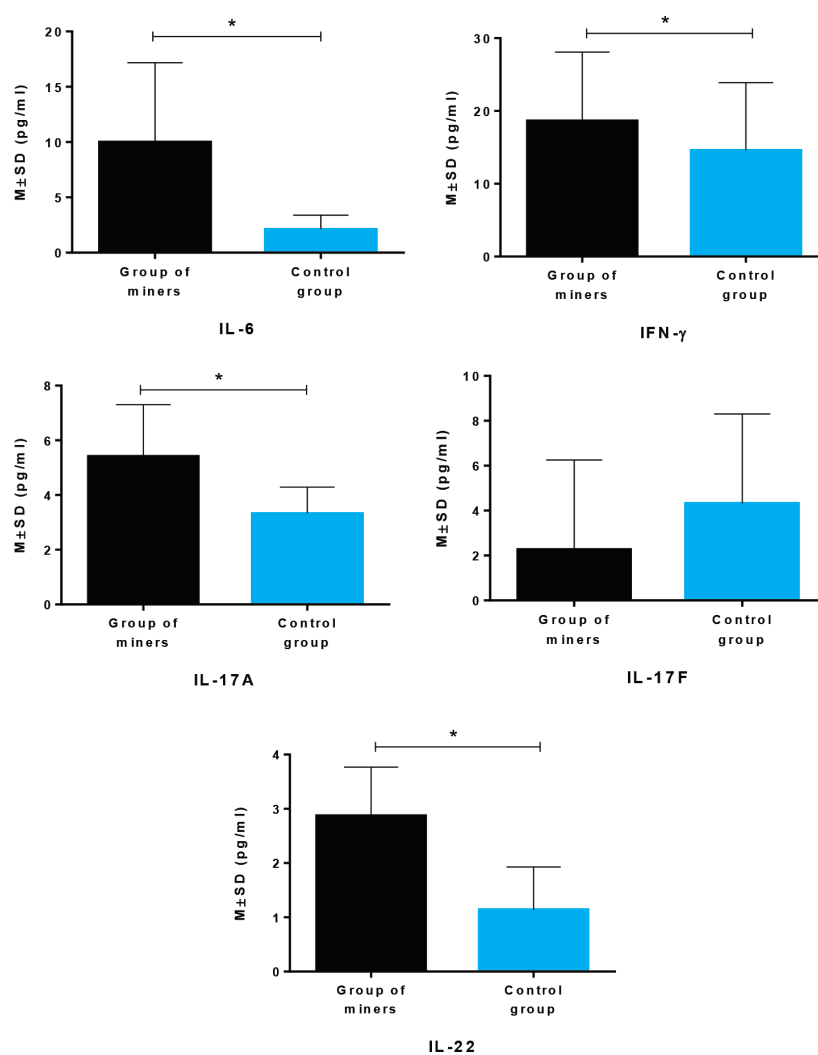 *
20
15
10
5
0
M±SD (pg/ml)
Group of
miners
Control
group
IL-6
*
30
20
10
0
M±SD (pg/ml)
Group of
miners
Control
group
IFN-γ
*
8
6
4
2
0
M±SD (pg/ml)
Group of
miners
Control
group
IL-17A
10
8
6
4
2
0
M±SD (pg/ml)
Group of
miners
Control
group
IL-17F
*
4
3
2
1
0
M±SD (pg/ml)
Group of
miners
Control
group
IL-22